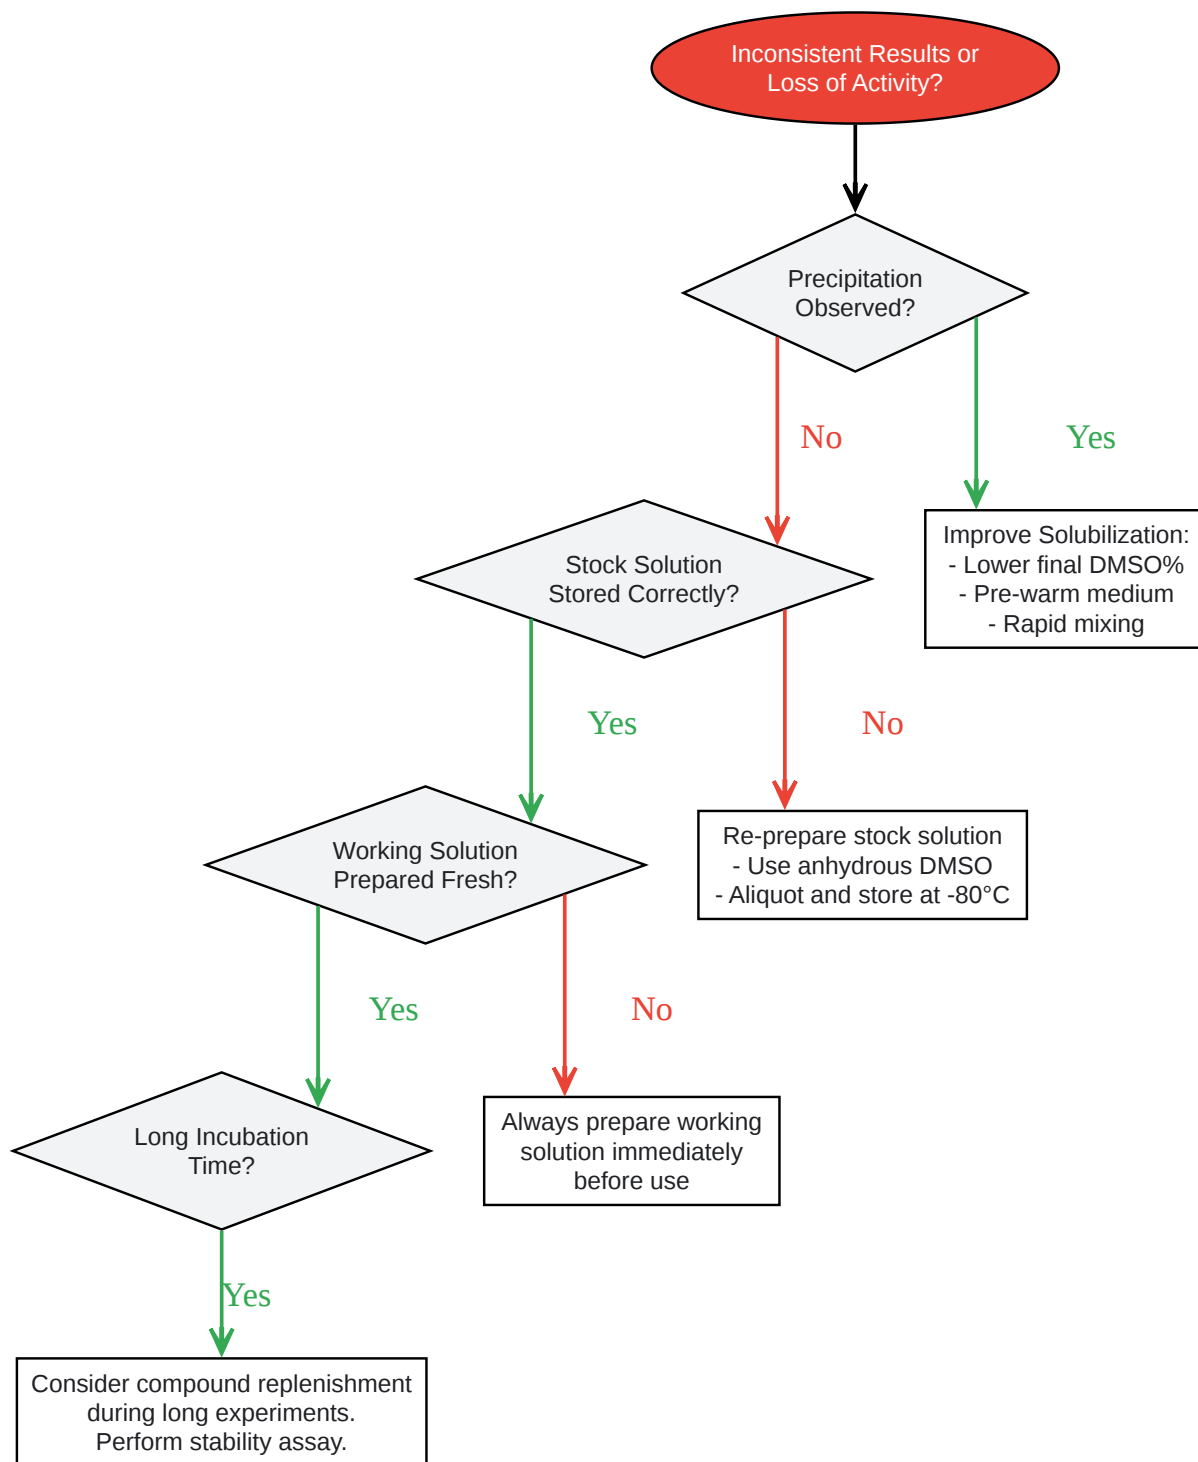 Inconsistent Results or
Loss of Activity?
Precipitation
Observed?
No
Yes
Improve Solubilization:
- Lower final DMSO%
- Pre-warm medium
- Rapid mixing
Stock Solution
Stored Correctly?
Yes
No
Re-prepare stock solution
- Use anhydrous DMSO
- Aliquot and store at -80°C
Working Solution
Prepared Fresh?
Yes
No
Always prepare working
solution immediately
before use
Long Incubation
Time?
Yes
Consider compound replenishment
during long experiments.
Perform stability assay.